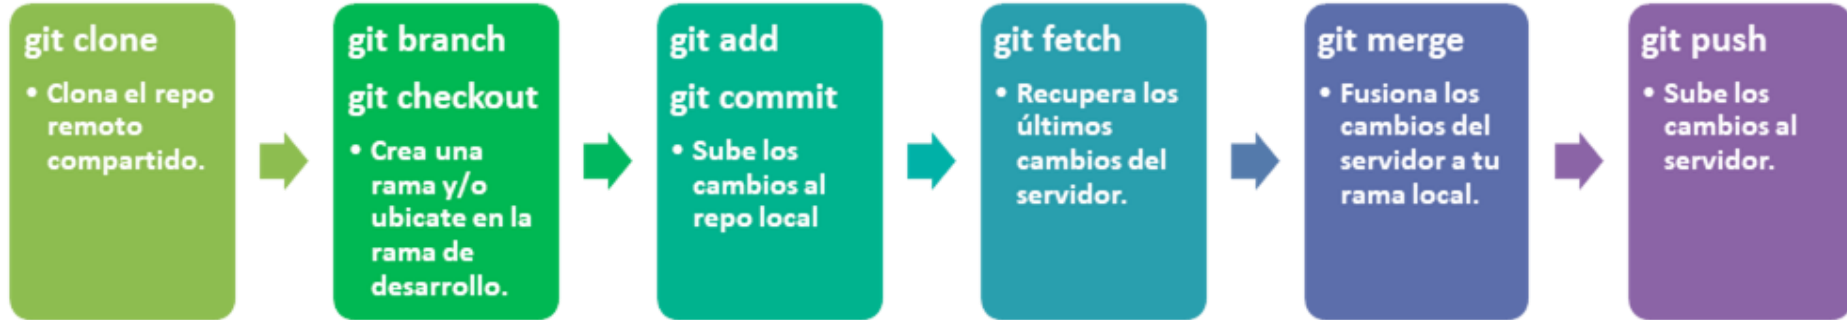 git clone
• Clona el repo
remoto
compartido.
git branch
git checkout
• Crea una
rama y/o
ubicate en la
rama de
desarrollo.
git add
git commit
• Sube los
cambios al
repo local
git fetch
• Recupera los
últimos
cambios del
servidor.
git merge
• Fusiona los
cambios del
servidor a tu
rama local.
git push
• Sube los
cambios al
servidor.